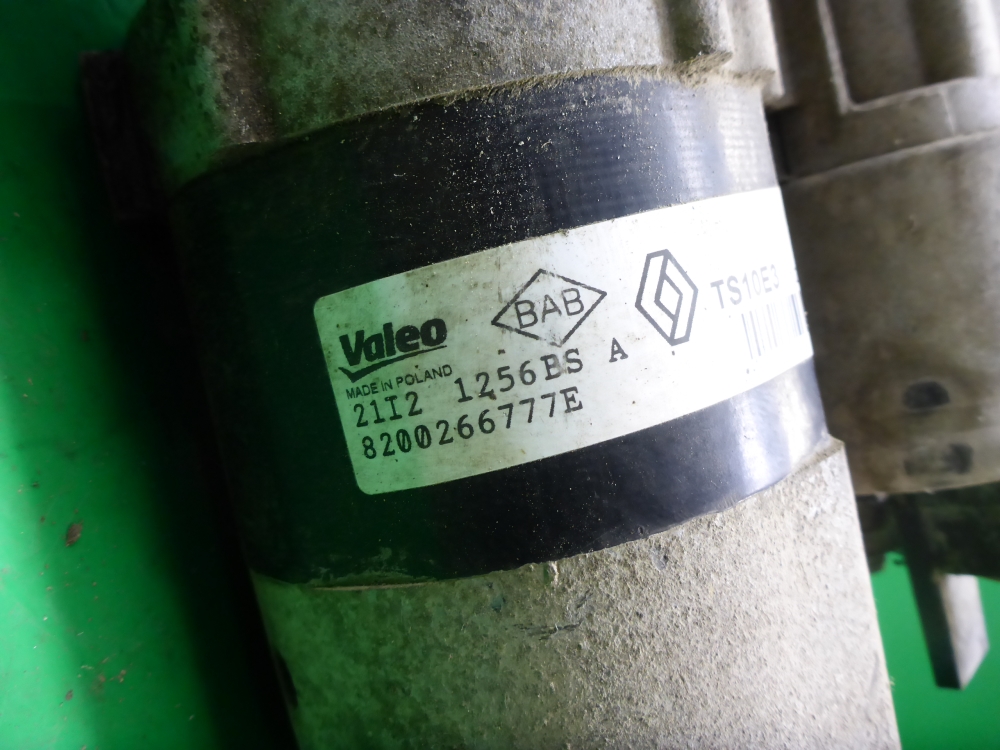 Valeo
BAB
TS10E3
MADE IN POLAND
21I2 1256BS A
8200266777E